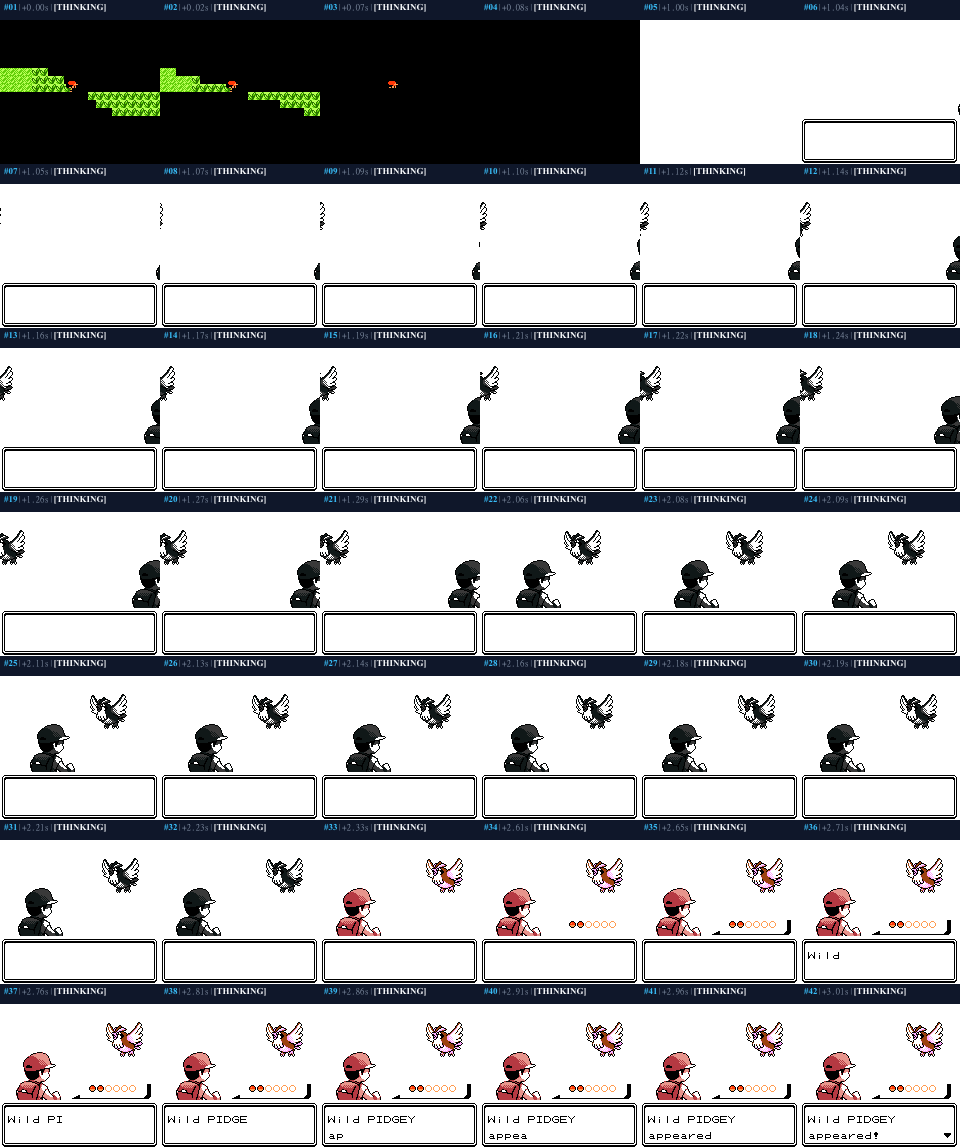 #01 | +0.00s | [THINKING]
#02 | +0.02s | [THINKING]
#03 | +0.07s | [THINKING]
#04 | +0.08s | [THINKING]
#05 | +1.00s | [THINKING]
#06 | +1.04s | [THINKING]
#07 | +1.05s | [THINKING]
#08 | +1.07s | [THINKING]
#09 | +1.09s | [THINKING]
#10 | +1.10s | [THINKING]
#11 | +1.12s | [THINKING]
#12 | +1.14s | [THINKING]
#13 | +1.16s | [THINKING]
#14 | +1.17s | [THINKING]
#15 | +1.19s | [THINKING]
#16 | +1.21s | [THINKING]
#17 | +1.22s | [THINKING]
#18 | +1.24s | [THINKING]
#19 | +1.26s | [THINKING]
#20 | +1.27s | [THINKING]
#21 | +1.29s | [THINKING]
#22 | +2.06s | [THINKING]
#23 | +2.08s | [THINKING]
#24 | +2.09s | [THINKING]
#25 | +2.11s | [THINKING]
#26 | +2.13s | [THINKING]
#27 | +2.14s | [THINKING]
#28 | +2.16s | [THINKING]
#29 | +2.18s | [THINKING]
#30 | +2.19s | [THINKING]
#31 | +2.21s | [THINKING]
#32 | +2.23s | [THINKING]
#33 | +2.33s | [THINKING]
#34 | +2.61s | [THINKING]
#35 | +2.65s | [THINKING]
#36 | +2.71s | [THINKING]
Wild
#37 | +2.76s | [THINKING]
Wild PI
#38 | +2.81s | [THINKING]
Wild PIDGE
#39 | +2.86s | [THINKING]
Wild PIDGEY
ap
#40 | +2.91s | [THINKING]
Wild PIDGEY
appea
#41 | +2.96s | [THINKING]
Wild PIDGEY
appeared
#42 | +3.01s | [THINKING]
Wild PIDGEY
appeared!